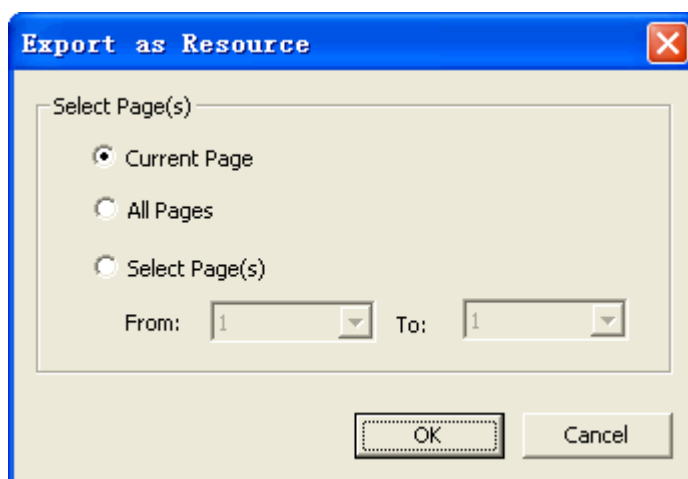 Export as Resource
Select Page(s)
Current Page
All Pages
Select Page(s)
From: 1 To: 1
OK Cancel